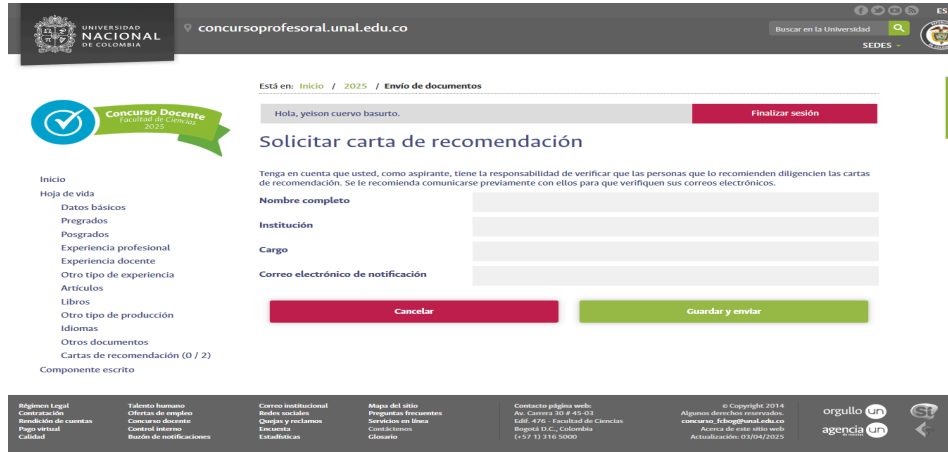 ES
UNIVERSIDAD
NACIONAL
DE COLOMBIA
concursoprofesoral.unal.edu.co
Buscar en la Universidad
SEDES
Está en: Inicio / 2025 / Envío de documentos
Concurso Docente
Facultad de Ciencias
2025
Hola, yeison cuervo basurto.
Finalizar sesión
Solicitar carta de recomendación
Tenga en cuenta que usted, como aspirante, tiene la responsabilidad de verificar que las personas que lo recomienden diligencien las cartas
de recomendación. Se le recomienda comunicarse previamente con ellos para que verifiquen sus correos electrónicos.
Nombre completo
Institución
Cargo
Correo electrónico de notificación
Cancelar
Guardar y enviar
Inicio
Hoja de vida
Datos básicos
Pregrados
Posgrados
Experiencia profesional
Experiencia docente
Otro tipo de experiencia
Artículos
Libros
Otro tipo de producción
Idiomas
Otros documentos
Cartas de recomendación (0 / 2)
Componente escrito
Régimen Legal
Contratación
Rendición de cuentas
Pago virtual
Calidad
Talento humano
Ofertas de empleo
Concurso docente
Control interno
Buzón de notificaciones
Correo institucional
Redes sociales
Quejas y reclamos
Encuesta
Estadísticas
Mapa del sitio
Preguntas frecuentes
Servicios en línea
Contáctenos
Glosario
Contacto página web:
Av. Carrera 30 # 45-03
Edif. 476 - Facultad de Ciencias
Bogotá D.C., Colombia
(+57 1) 316 5000
© Copyright 2014
Algunos derechos reservados.
concurso_fcbog@unal.edu.co
Acerca de este sitio web
Actualización: 03/04/2025
orgullo un
agencia un